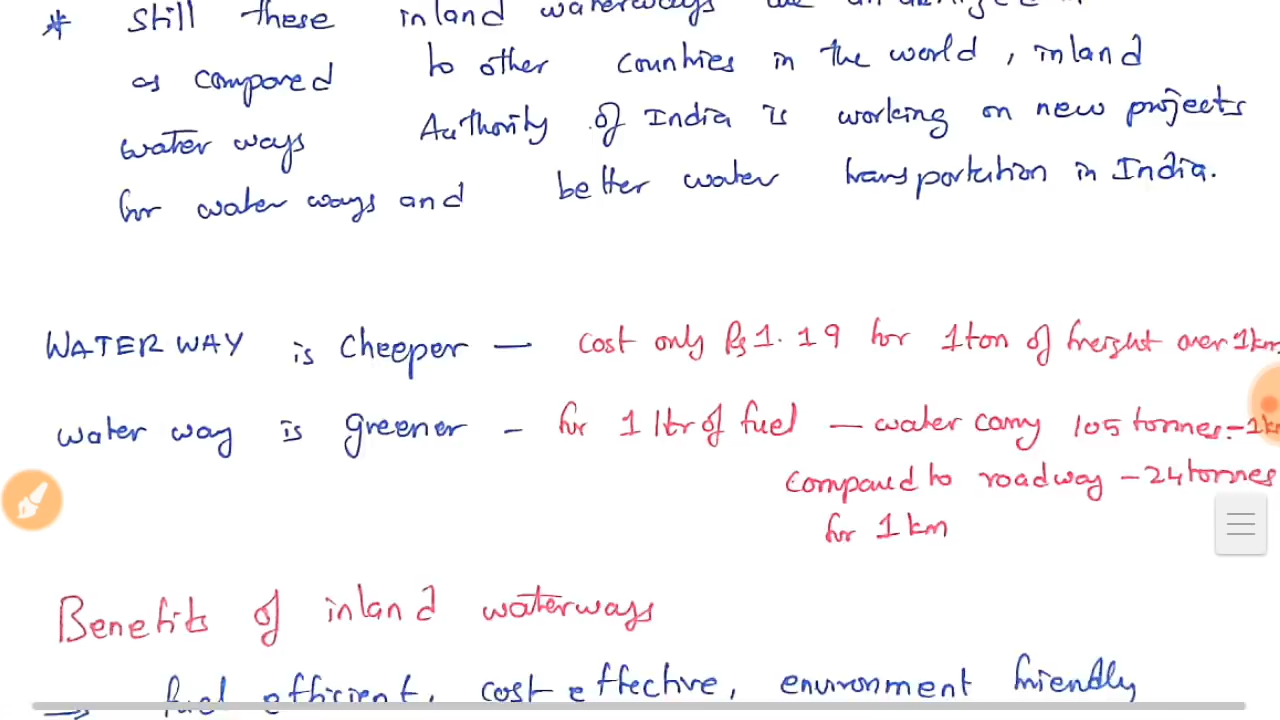 * Still these inland waterways
as compared to other countries in the world, inland
water ways Authority of India is working on new projects
for water ways and better water transportation in India.
WATER WAY is Cheeper — cost only Rs 1.19 for 1 ton of freight over 1km
water way is greener - for 1 ltr of fuel — water carry 105 tonnes - 1km
compared to roadway - 24 tonnes
for 1 km
Benefits of inland waterways
→ fuel efficient, cost effective, environment friendly